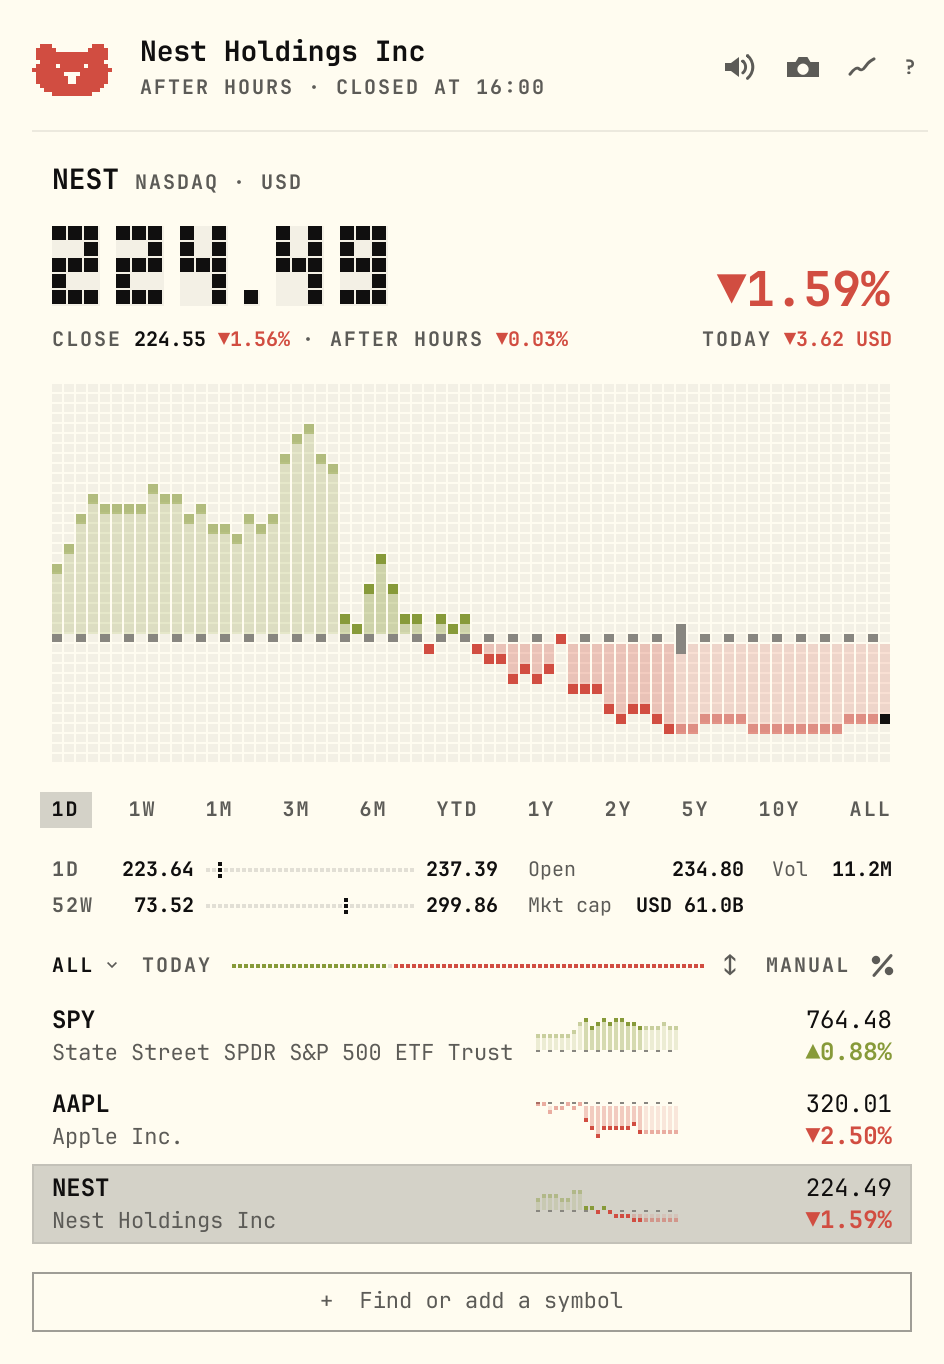 Nest Holdings Inc
AFTER HOURS · CLOSED AT 16:00
?
NEST NASDAQ · USD
224.49
▼1.59%
CLOSE 224.55 ▼1.56% · AFTER HOURS ▼0.03% TODAY ▼3.62 USD
1D 1W 1M 3M 6M YTD 1Y 2Y 5Y 10Y ALL
1D 223.64 237.39 Open 234.80 Vol 11.2M
52W 73.52 299.86 Mkt cap USD 61.0B
ALL TODAY MANUAL %
SPY 764.48
State Street SPDR S&P 500 ETF Trust ▲0.88%
AAPL 320.01
Apple Inc. ▼2.50%
NEST 224.49
Nest Holdings Inc ▼1.59%
+ Find or add a symbol